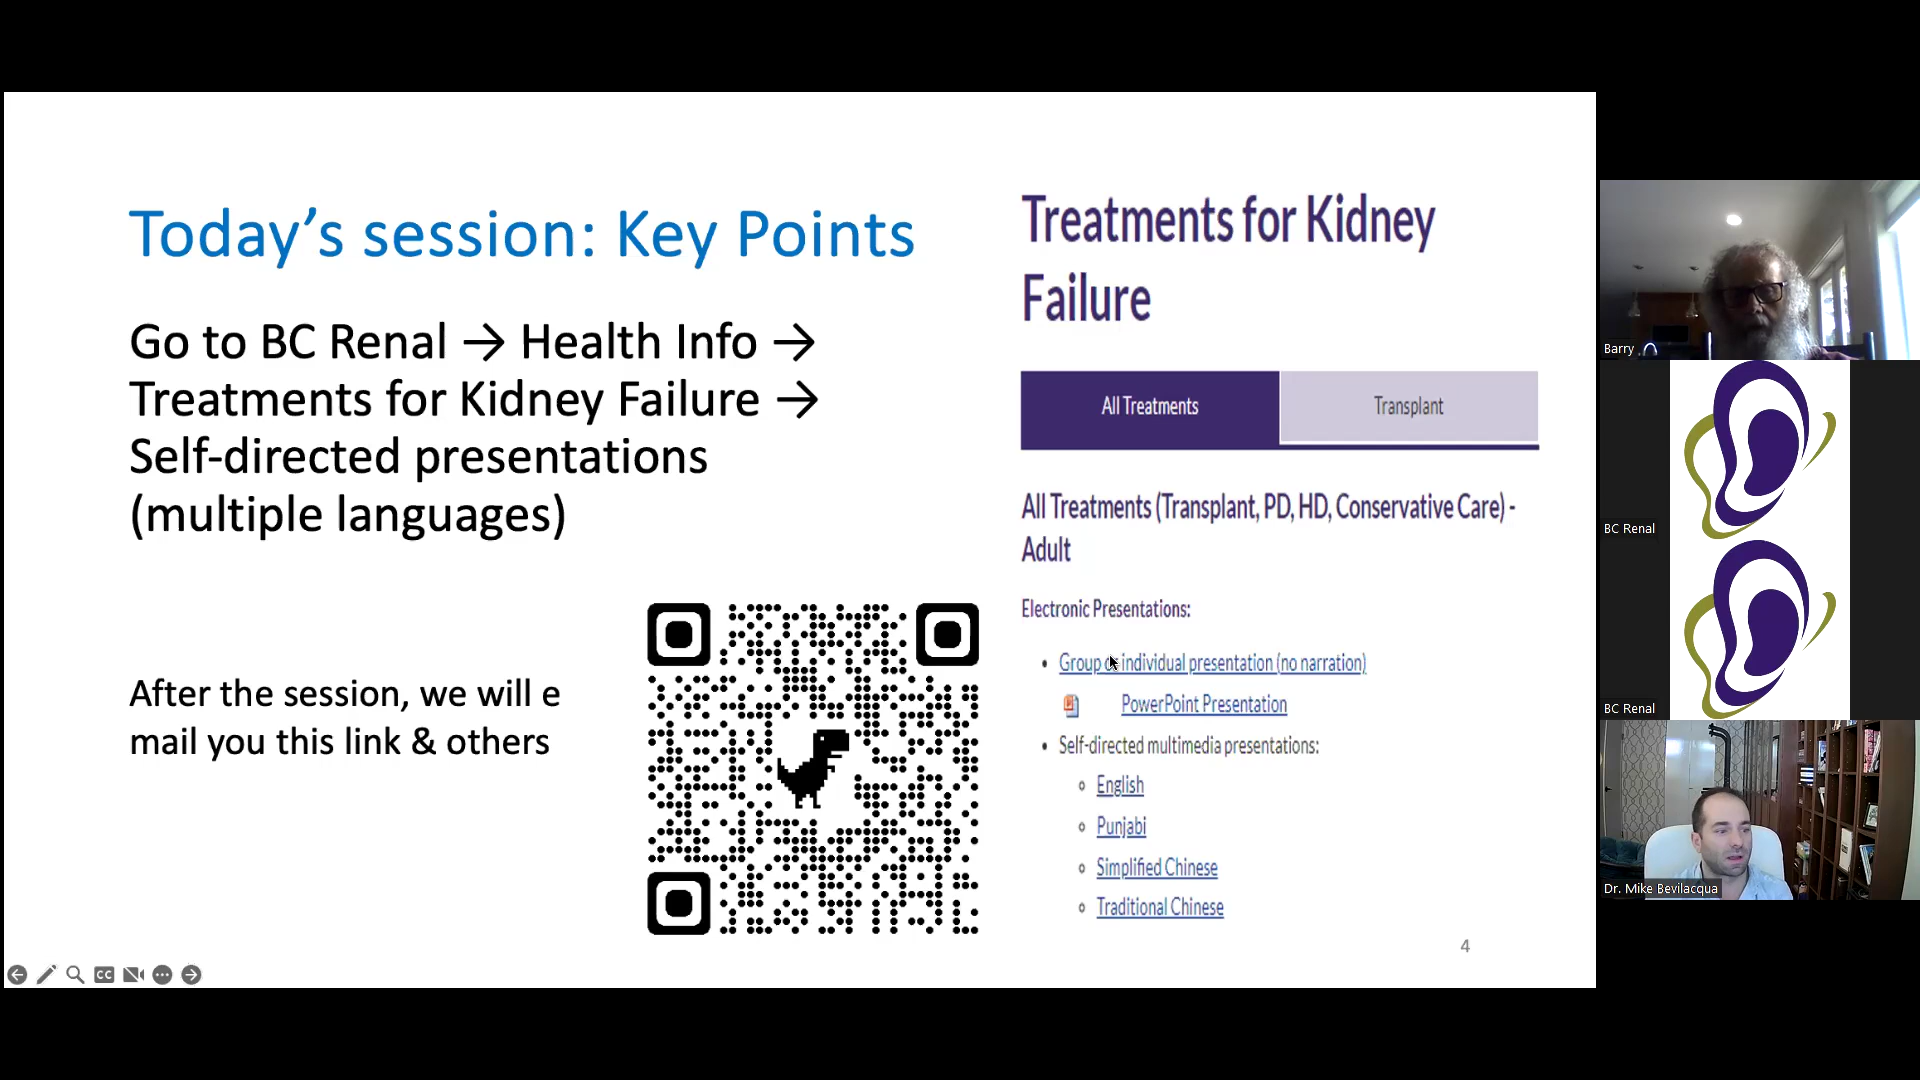 Today's session: Key Points
Go to BC Renal → Health Info →
Treatments for Kidney Failure →
Self-directed presentations
(multiple languages)
After the session, we will e
mail you this link & others
Treatments for Kidney
Failure
All Treatments
Transplant
All Treatments (Transplant, PD, HD, Conservative Care) -
Adult
Electronic Presentations:
• Group or individual presentation (no narration)
PowerPoint Presentation
• Self-directed multimedia presentations:
○ English
○ Punjabi
○ Simplified Chinese
○ Traditional Chinese
4
CC
Barry
BC Renal
BC Renal
Dr. Mike Bevilacqua